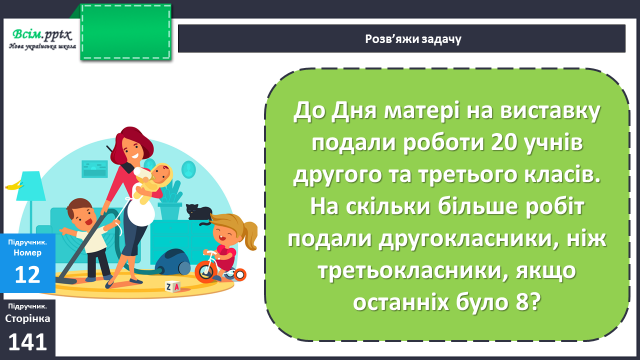 Всім.pptx
Нова українська школа
Розв’яжи задачу
До Дня матері на виставку
подали роботи 20 учнів
другого та третього класів.
На скільки більше робіт
подали другокласники, ніж
третьокласники, якщо
останніх було 8?
Підручник.
Номер
12
Підручник.
Сторінка
141
2 А